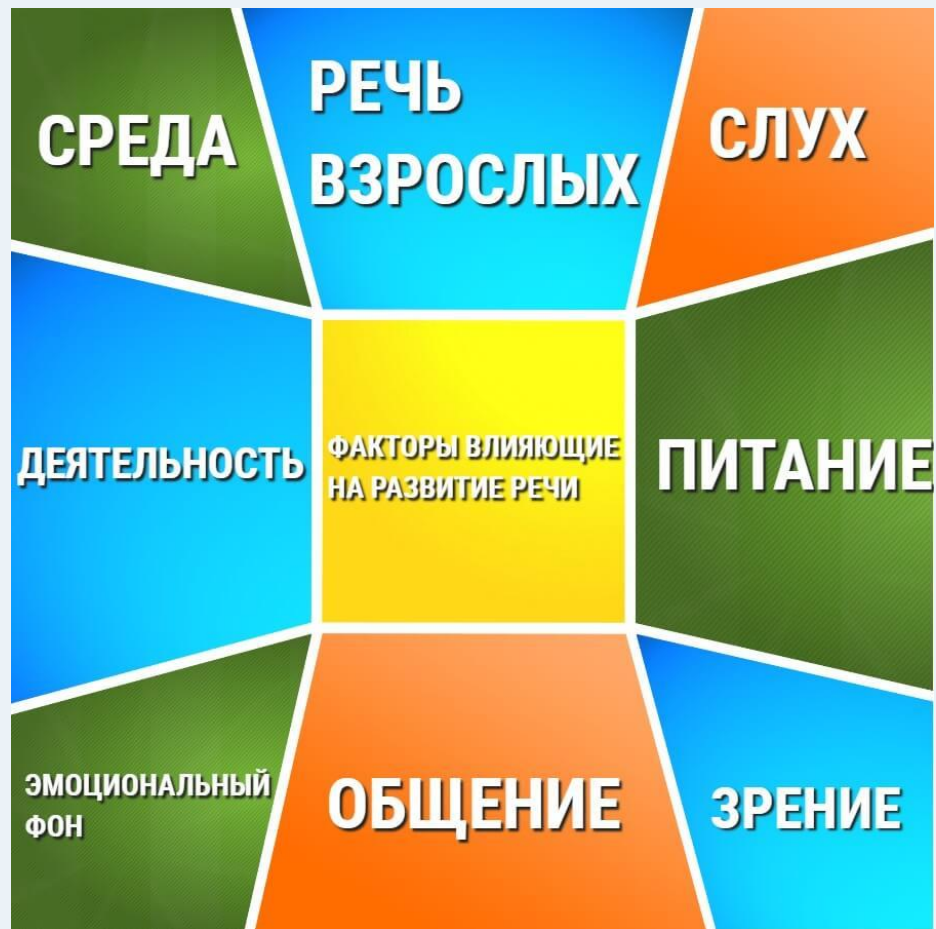 СРЕДА
РЕЧЬ
ВЗРОСЛЫХ
СЛУХ
ДЕЯТЕЛЬНОСТЬ
ФАКТОРЫ ВЛИЯЮЩИЕ
НА РАЗВИТИЕ РЕЧИ
ПИТАНИЕ
ЭМОЦИОНАЛЬНЫЙ
ФОН
ОБЩЕНИЕ
ЗРЕНИЕ